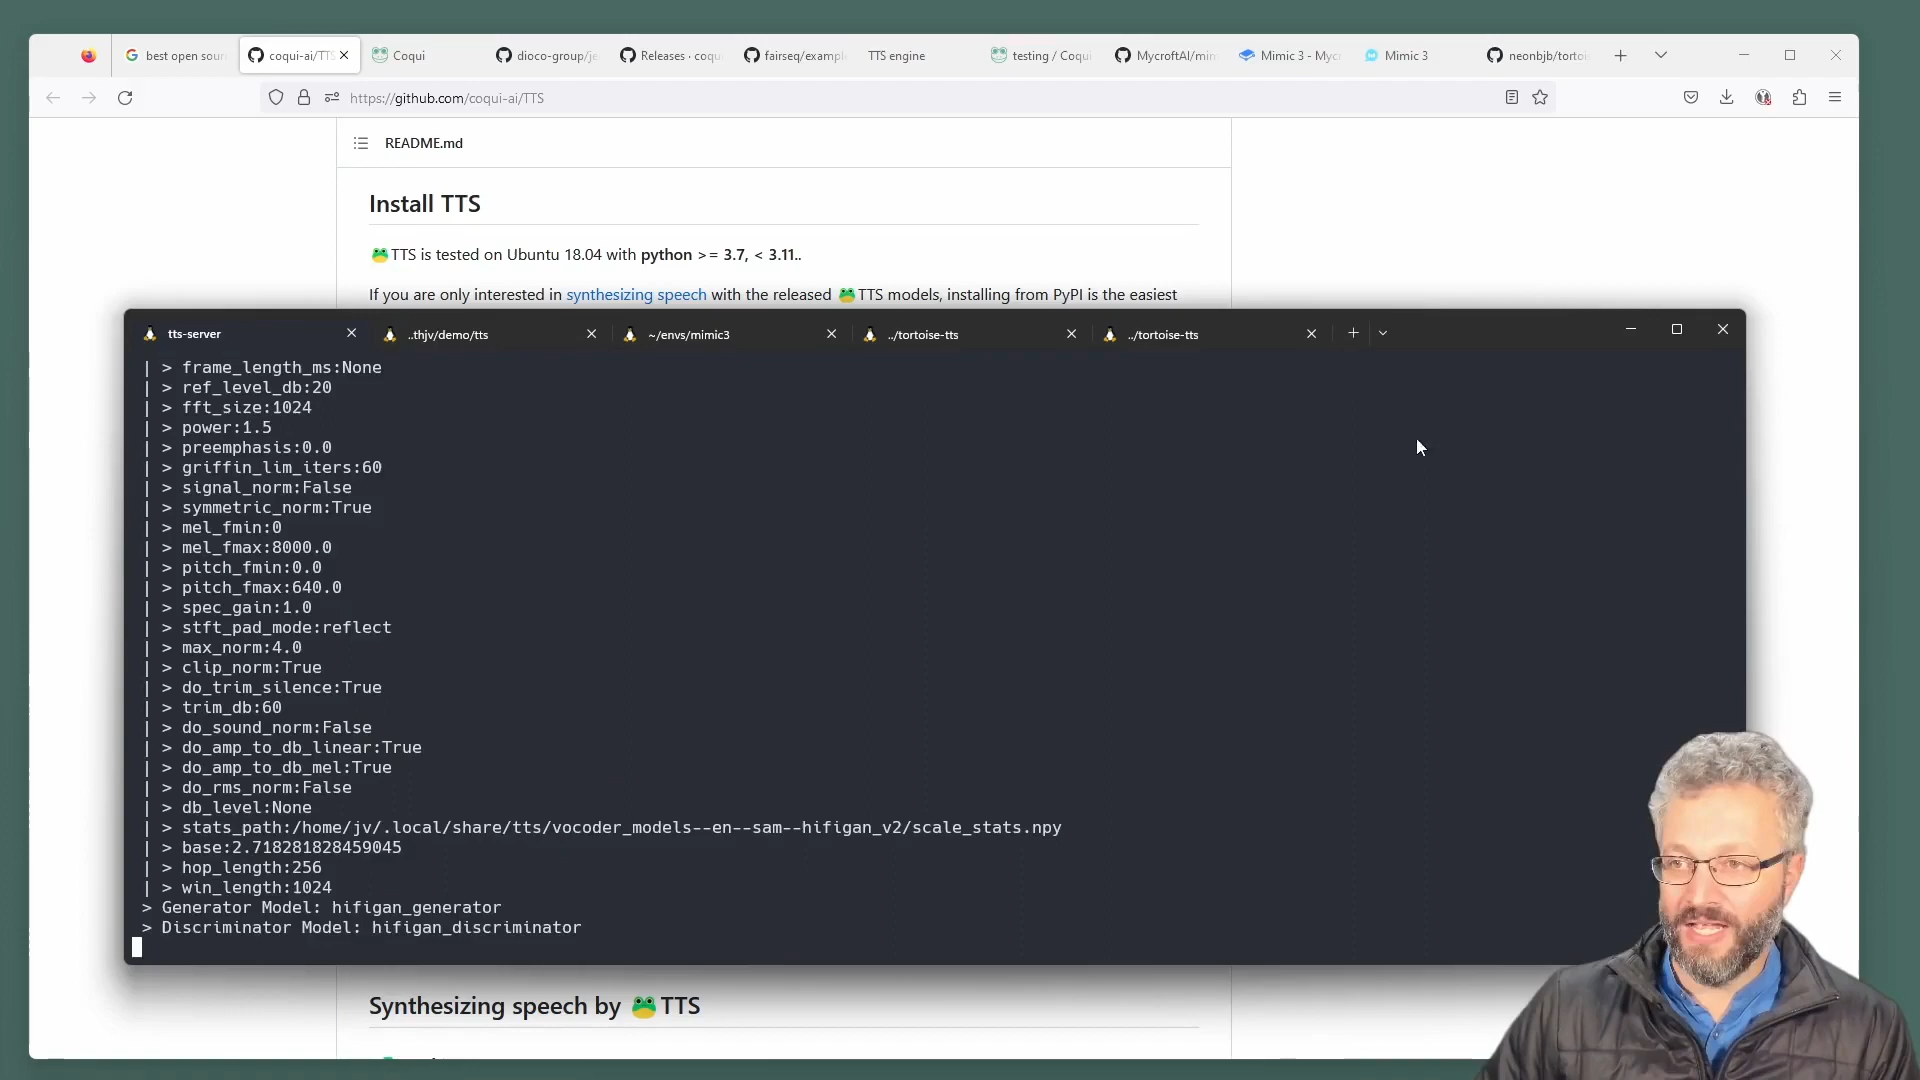 best open sour
coqui-ai/TTS
Coqui
dioco-group/je
Releases · coqu
fairseq/exampl
TTS engine
testing / Coqui
MycroftAI/mim
Mimic 3 - Mycr
Mimic 3
neonbjb/tortois
https://github.com/coqui-ai/TTS
README.md
Install TTS
🐸TTS is tested on Ubuntu 18.04 with python >= 3.7, < 3.11..
If you are only interested in synthesizing speech with the released 🐸TTS models, installing from PyPI is the easiest
tts-server
..thjv/demo/tts
~/envs/mimic3
../tortoise-tts
../tortoise-tts
| > frame_length_ms:None
| > ref_level_db:20
| > fft_size:1024
| > power:1.5
| > preemphasis:0.0
| > griffin_lim_iters:60
| > signal_norm:False
| > symmetric_norm:True
| > mel_fmin:0
| > mel_fmax:8000.0
| > pitch_fmin:0.0
| > pitch_fmax:640.0
| > spec_gain:1.0
| > stft_pad_mode:reflect
| > max_norm:4.0
| > clip_norm:True
| > do_trim_silence:True
| > trim_db:60
| > do_sound_norm:False
| > do_amp_to_db_linear:True
| > do_amp_to_db_mel:True
| > do_rms_norm:False
| > db_level:None
| > stats_path:/home/jv/.local/share/tts/vocoder_models--en--sam--hifigan_v2/scale_stats.npy
| > base:2.718281828459045
| > hop_length:256
| > win_length:1024
> Generator Model: hifigan_generator
> Discriminator Model: hifigan_discriminator
Synthesizing speech by 🐸TTS